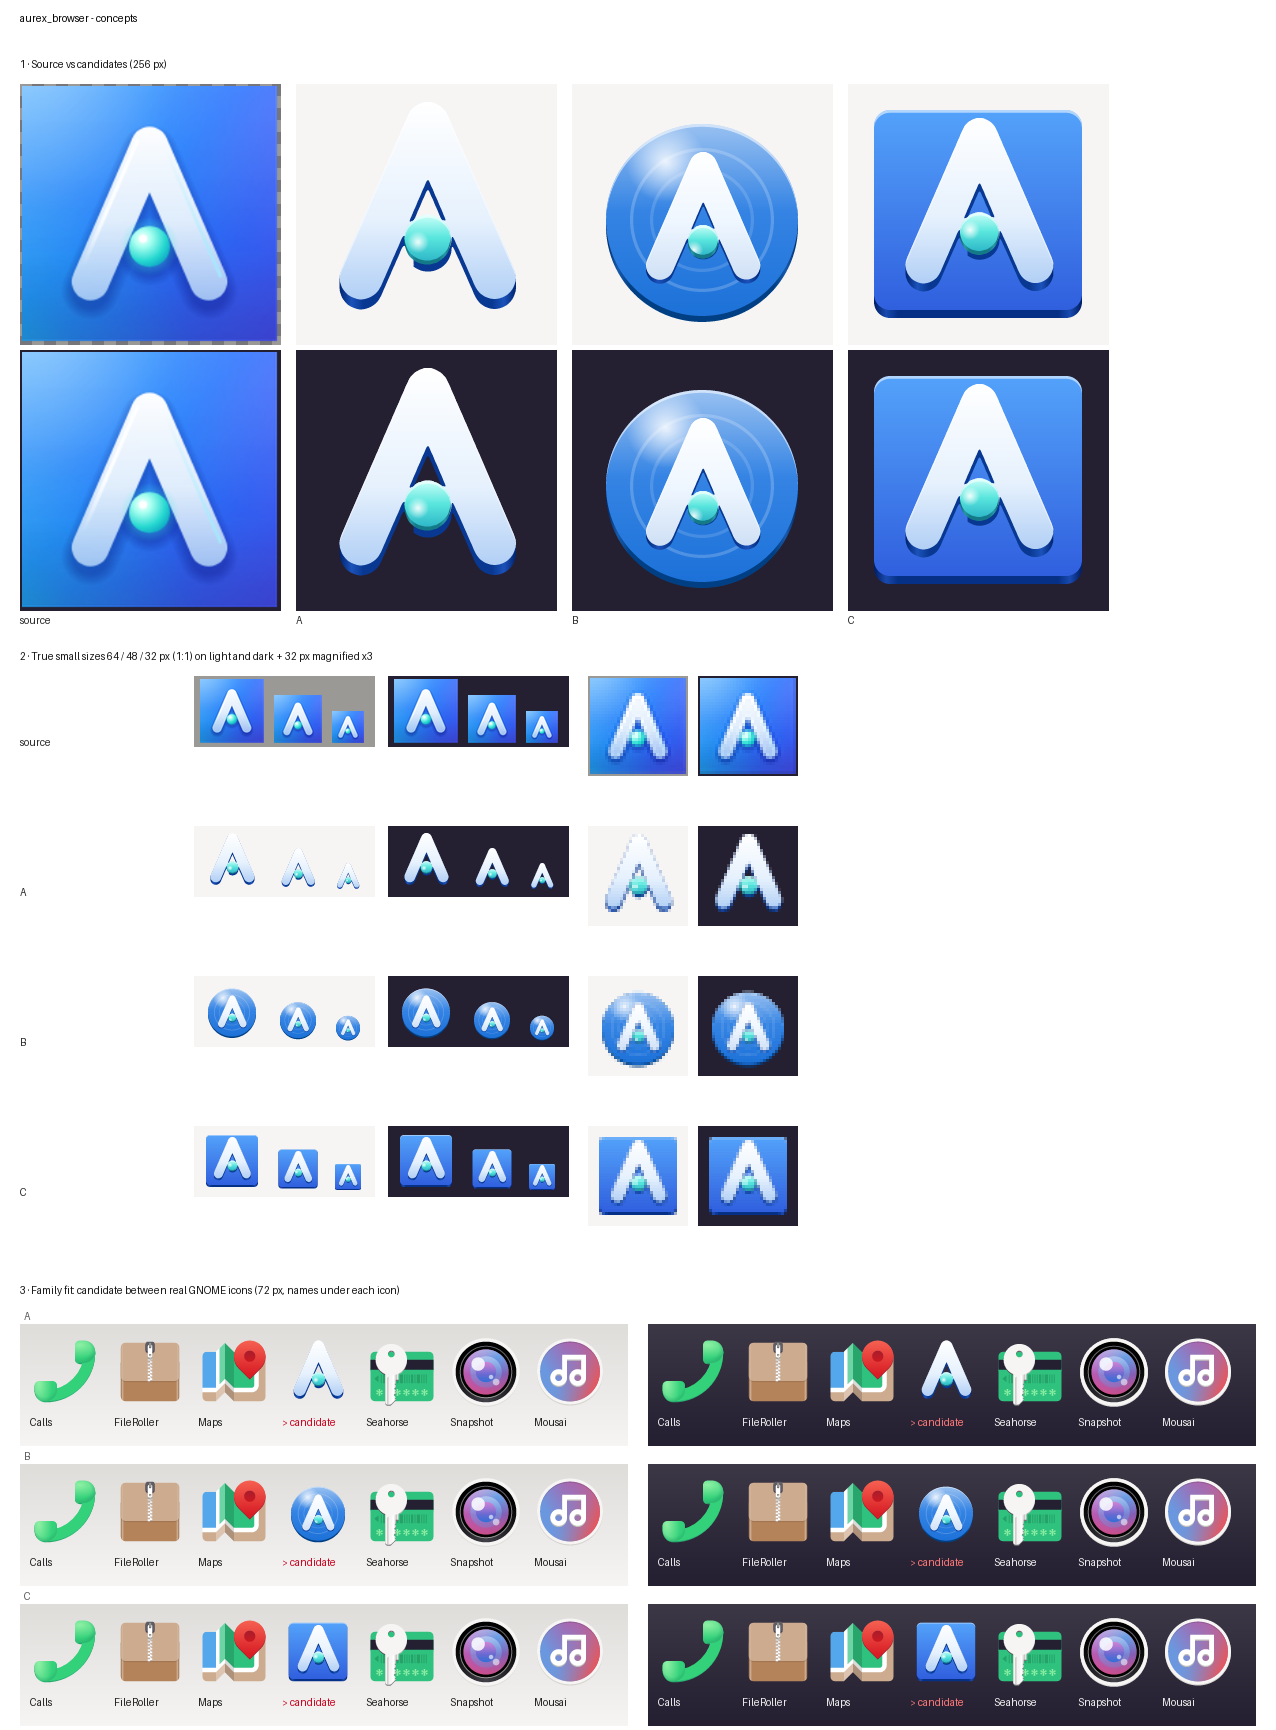 aurex_browser - concepts
1 · Source vs candidates (256 px)
source
A
B
C
2 · True small sizes 64 / 48 / 32 px (1:1) on light and dark + 32 px magnified x3
source
A
B
C
3 · Family fit: candidate between real GNOME icons (72 px, names under each icon)
A
Calls FileRoller Maps > candidate Seahorse Snapshot Mousai
Calls FileRoller Maps > candidate Seahorse Snapshot Mousai
B
Calls FileRoller Maps > candidate Seahorse Snapshot Mousai
Calls FileRoller Maps > candidate Seahorse Snapshot Mousai
C
Calls FileRoller Maps > candidate Seahorse Snapshot Mousai
Calls FileRoller Maps > candidate Seahorse Snapshot Mousai